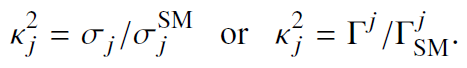 κ_j^2 = σ_j/σ_j^SM or κ_j^2 = Γ^j/Γ_SM^j.